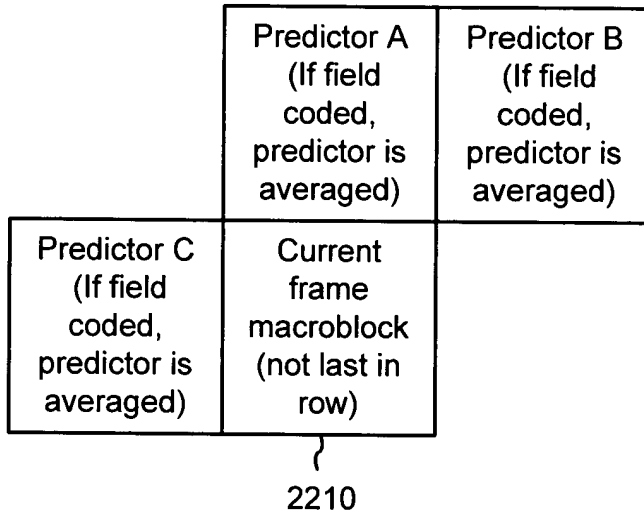 Predictor A
(If field
coded,
predictor is
averaged)
Predictor B
(If field
coded,
predictor is
averaged)
Predictor C
(If field
coded,
predictor is
averaged)
Current
frame
macroblock
(not last in
row)
2210